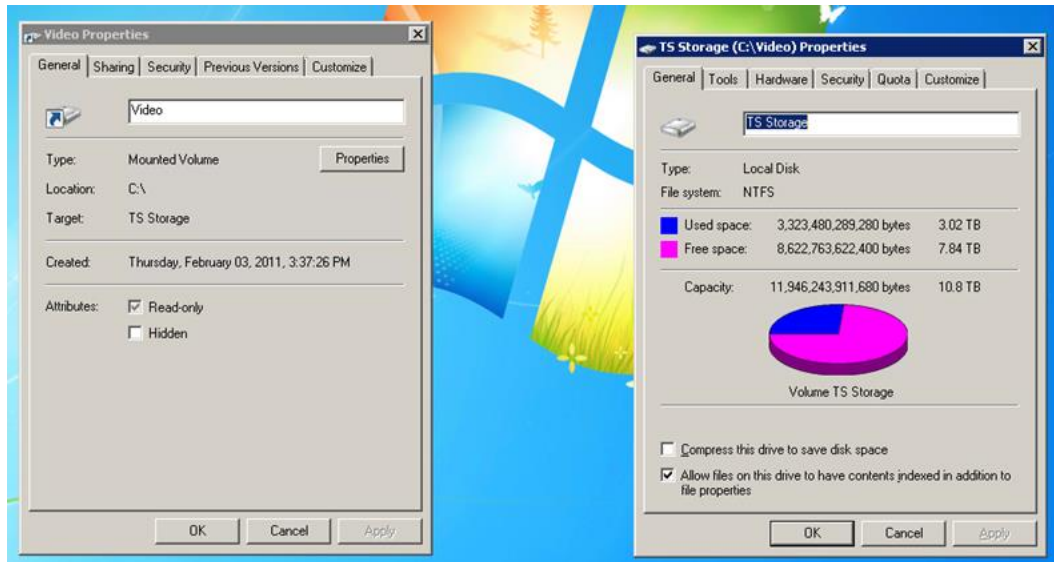 Video Properties
General Sharing Security Previous Versions Customize
Video
Type: Mounted Volume Properties
Location: C:\
Target: TS Storage
Created: Thursday, February 03, 2011, 3:37:26 PM
Attributes: Read-only
Hidden
OK Cancel Apply
TS Storage (C:\Video) Properties
General Tools Hardware Security Quota Customize
TS Storage
Type: Local Disk
File system: NTFS
Used space: 3,323,480,289,280 bytes 3.02 TB
Free space: 8,622,763,622,400 bytes 7.84 TB
Capacity: 11,946,243,911,680 bytes 10.8 TB
Volume TS Storage
Compress this drive to save disk space
Allow files on this drive to have contents indexed in addition to
file properties
OK Cancel Apply